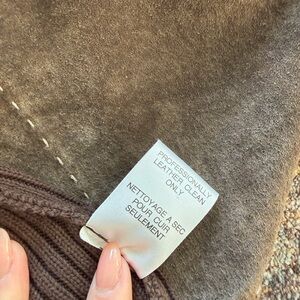 PROFESSIONALLY
LEATHER CLEAN
ONLY
NETTOYAGE A SEC
POUR CUIR
SEULEMENT